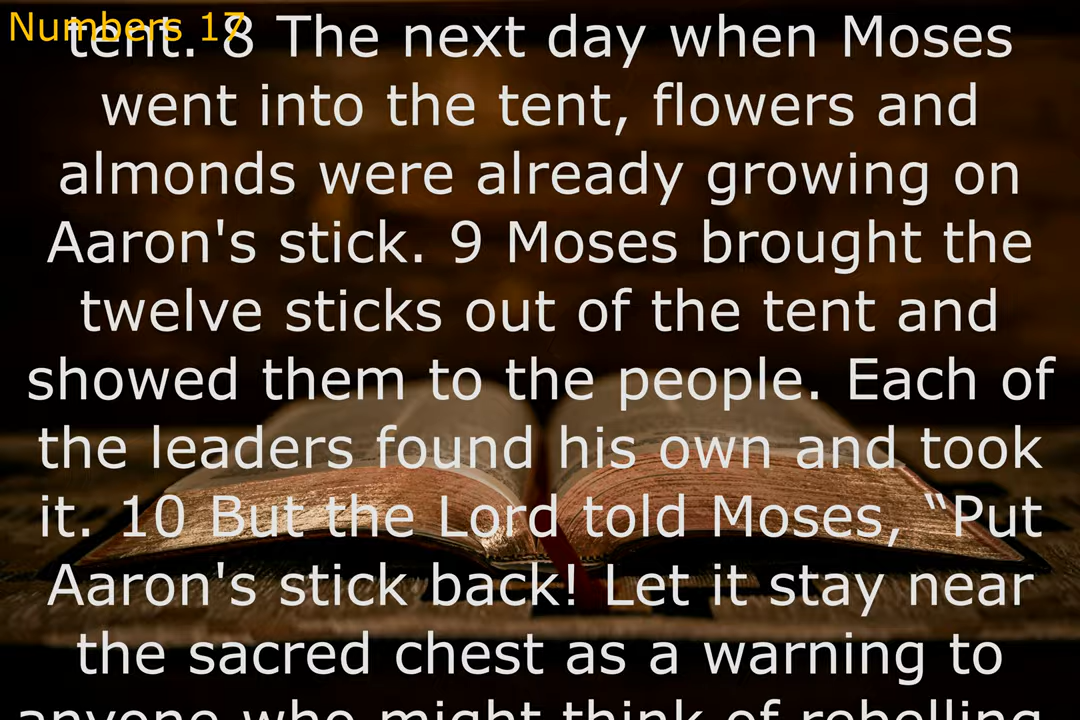 Numbers 17
tent. 8 The next day when Moses
went into the tent, flowers and
almonds were already growing on
Aaron's stick. 9 Moses brought the
twelve sticks out of the tent and
showed them to the people. Each of
the leaders found his own and took
it. 10 But the Lord told Moses, “Put
Aaron's stick back! Let it stay near
the sacred chest as a warning to
anyone who might think of rebelling